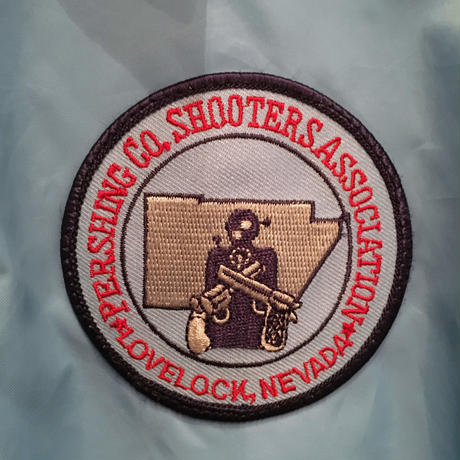 PERSHING CO. SHOOTERS ASSOCIATION
★LOVELOCK, NEVADA★